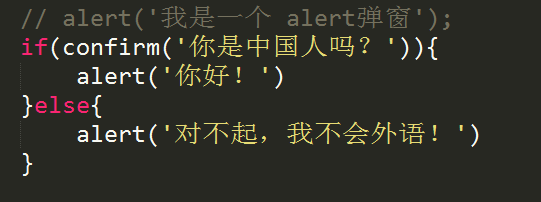 // alert('我是一个 alert弹窗');
if(confirm('你是中国人吗？')){
    alert('你好！')
}else{
    alert('对不起，我不会外语！')
}